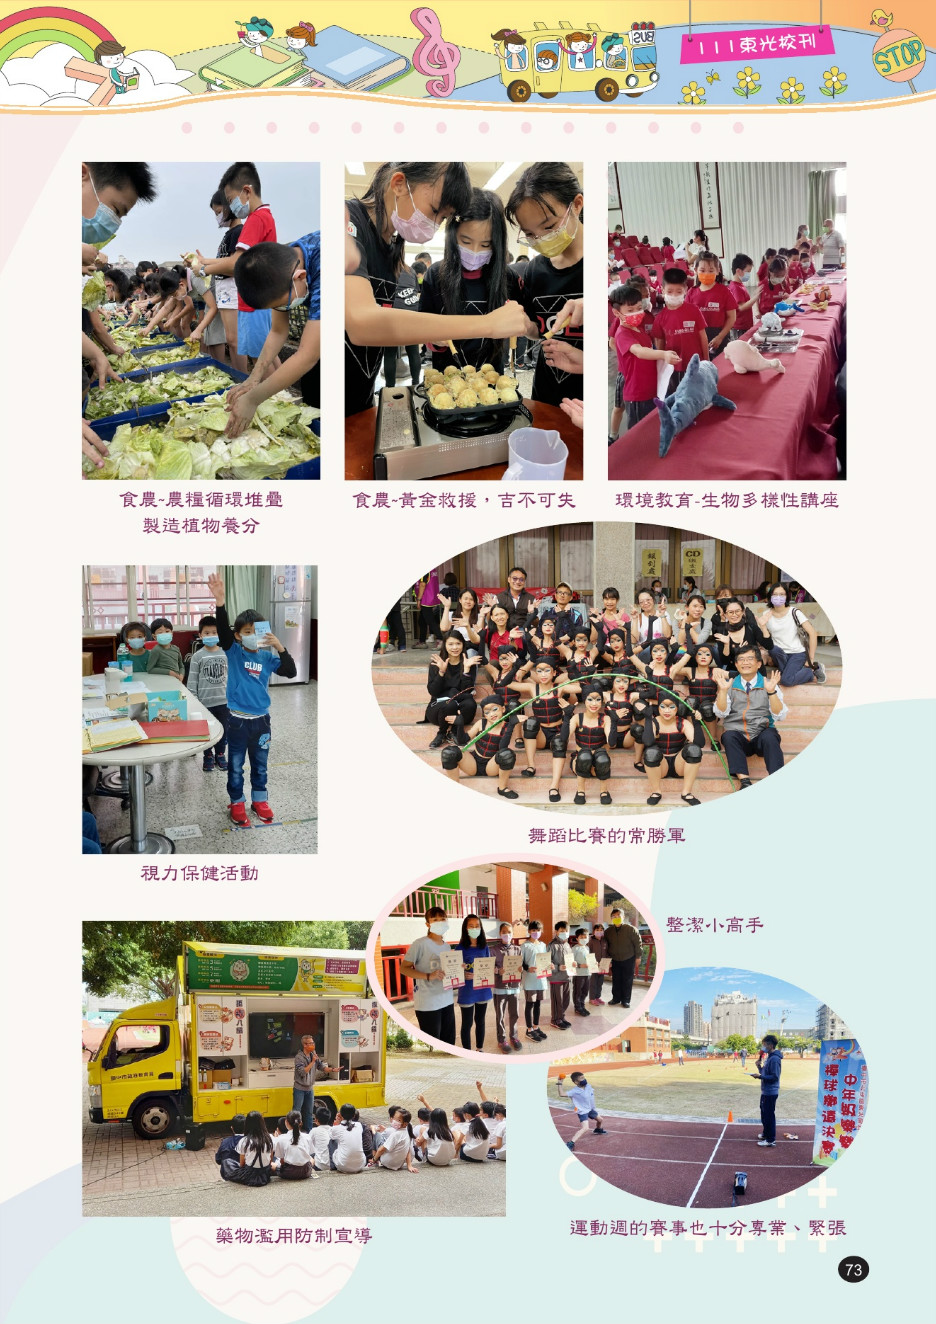 111東光校刊
BUS
STOP
食農~農糧循環堆疊
製造植物養分
食農~黃金救援，吉不可失
環境教育-生物多樣性講座
CLUB
CD
視力保健活動
舞蹈比賽的常勝軍
整潔小高手
中年級樂樂
棒球擲遠決賽
藥物濫用防制宣導
運動週的賽事也十分專業、緊張
73